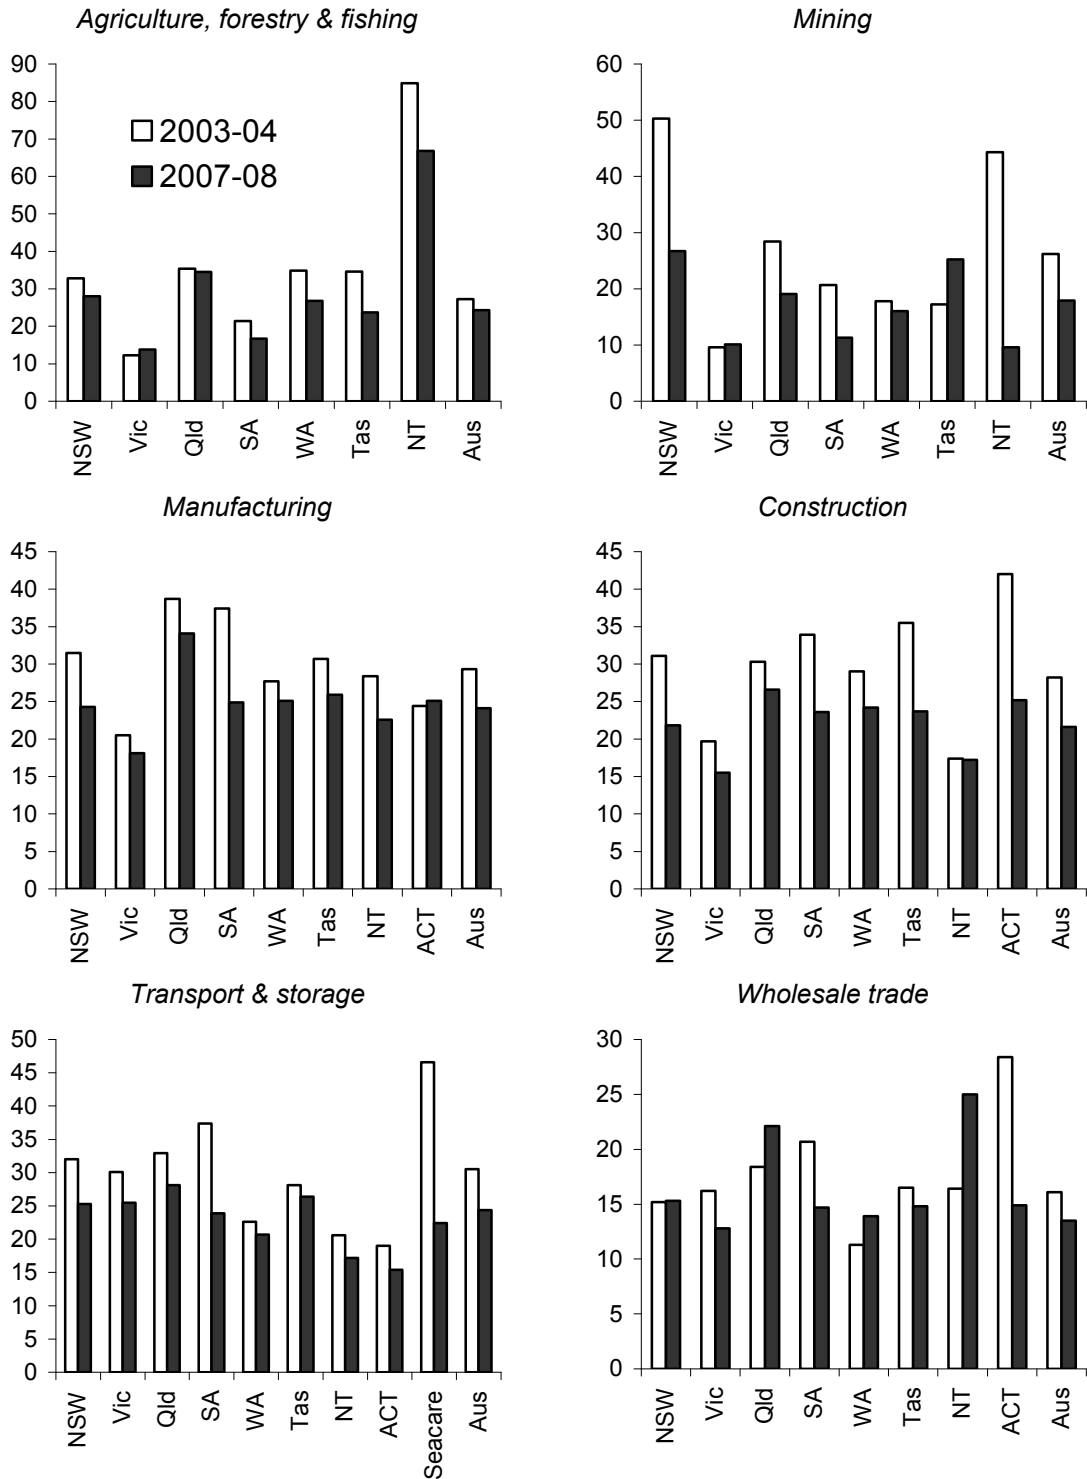 Agriculture, forestry & fishing
90
80
70
60
50
40
30
20
10
0
2003-04
2007-08
NSW
Vic
Qld
SA
WA
Tas
NT
Aus
Mining
60
50
40
30
20
10
0
NSW
Vic
Qld
SA
WA
Tas
NT
Aus
Manufacturing
45
40
35
30
25
20
15
10
5
0
NSW
Vic
Qld
SA
WA
Tas
NT
ACT
Aus
Construction
45
40
35
30
25
20
15
10
5
0
NSW
Vic
Qld
SA
WA
Tas
NT
ACT
Aus
Transport & storage
50
45
40
35
30
25
20
15
10
5
0
NSW
Vic
Qld
SA
WA
Tas
NT
ACT
Seacare
Aus
Wholesale trade
30
25
20
15
10
5
0
NSW
Vic
Qld
SA
WA
Tas
NT
ACT
Aus